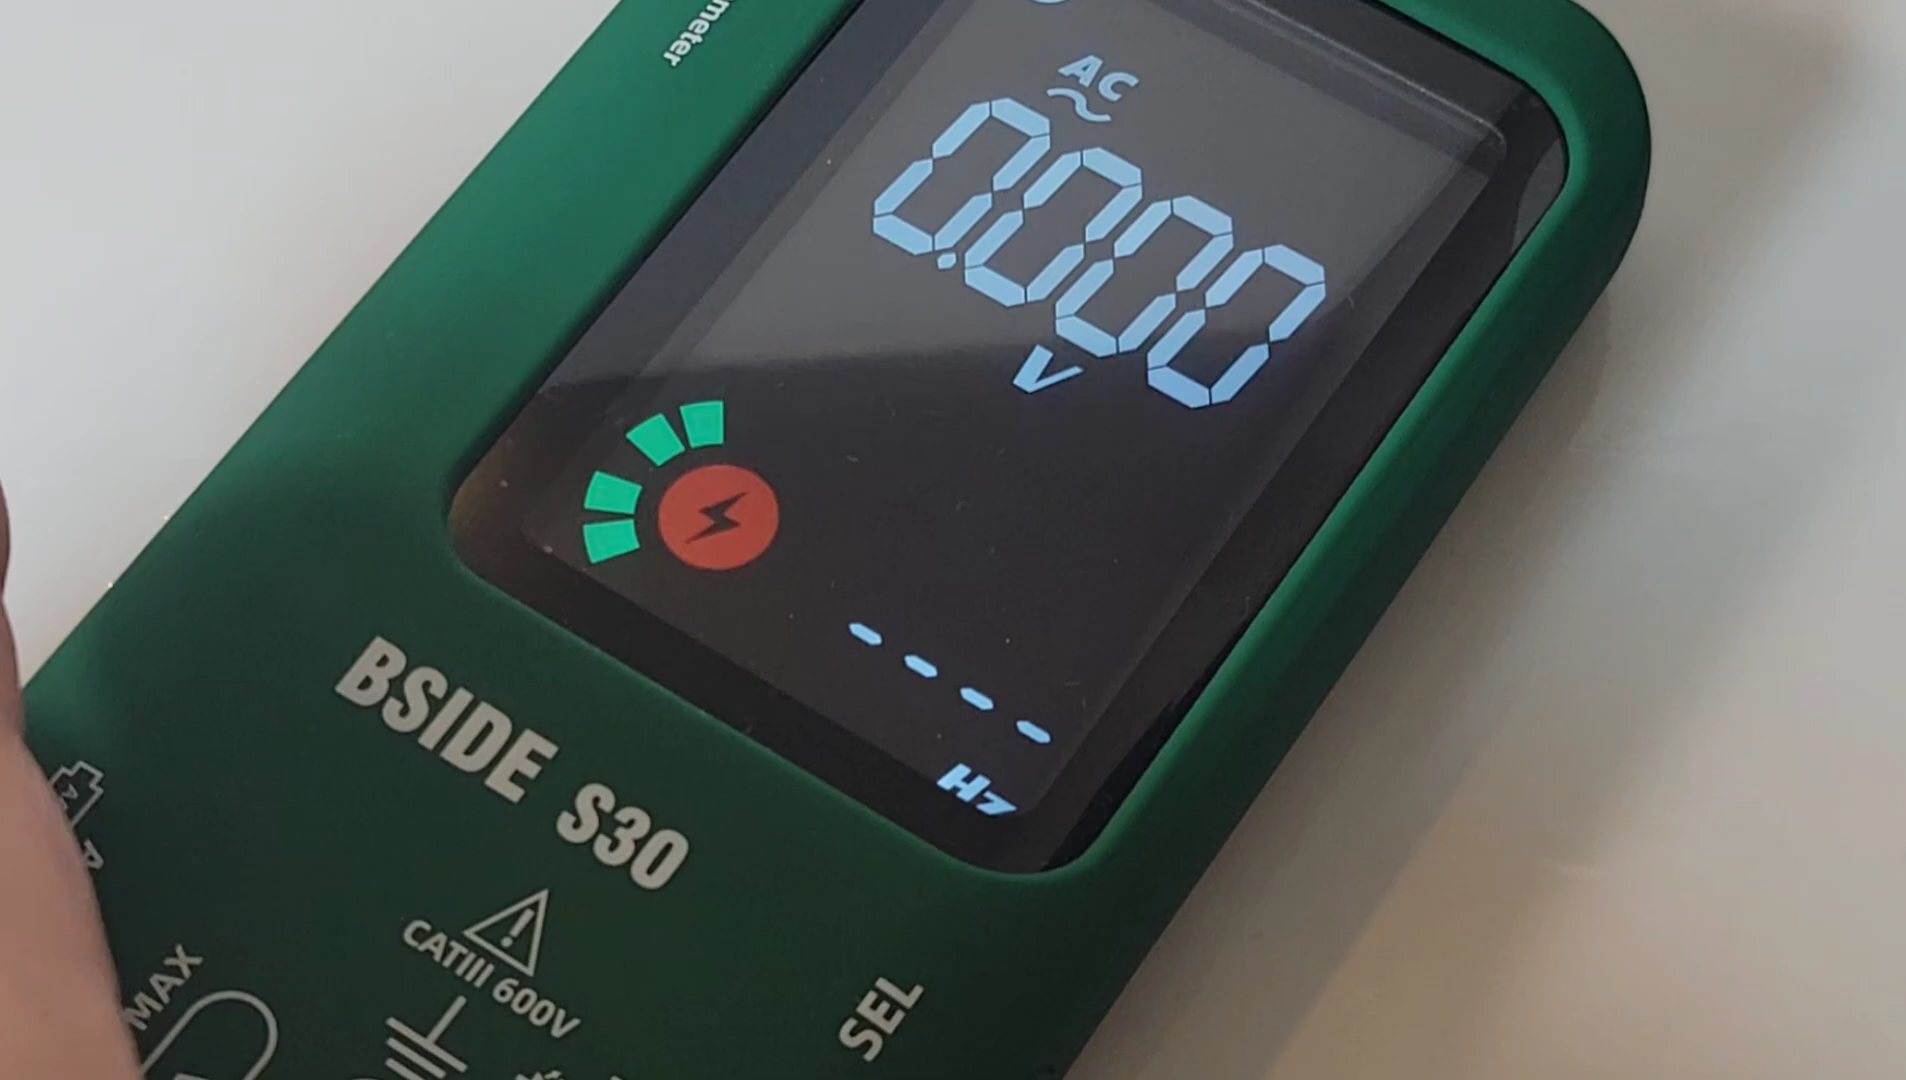 meter
AC
0.000
V
----
Hz
BSIDE S30
CATIII 600V
MAX
SEL